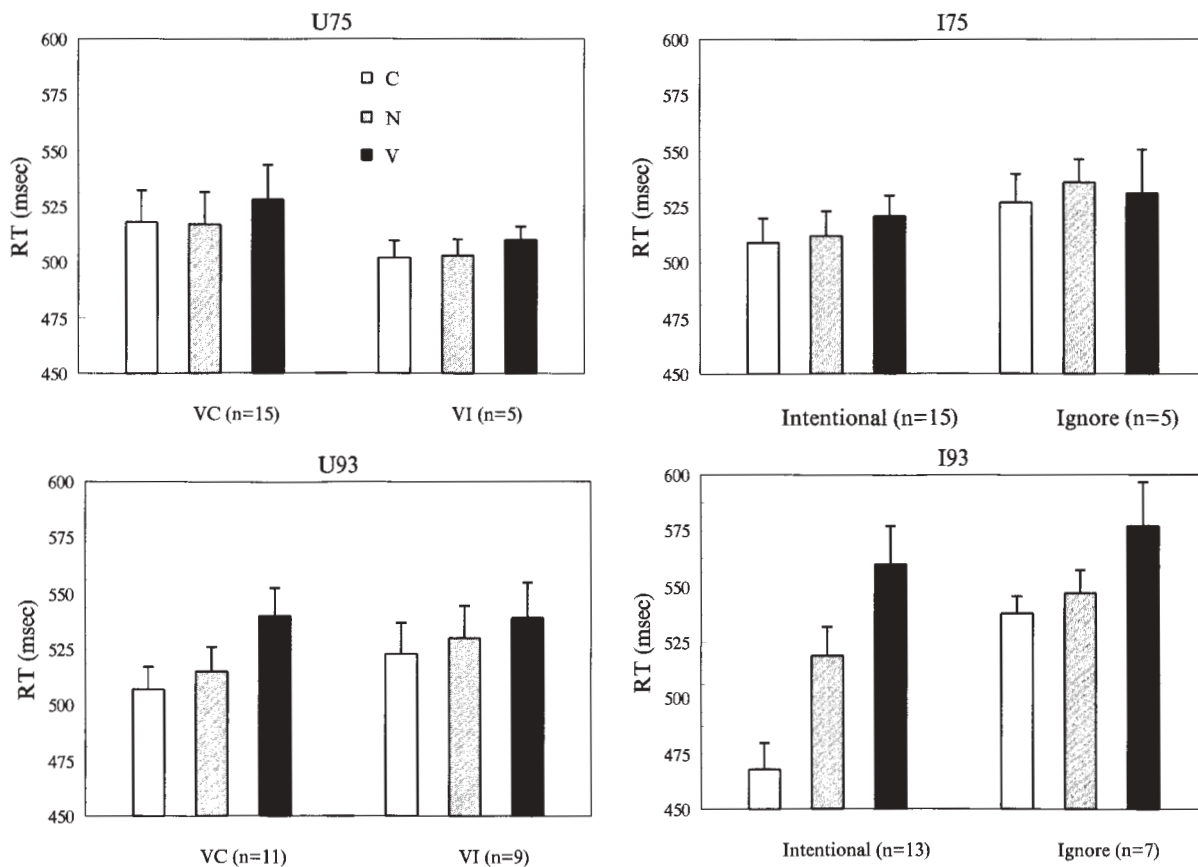 U75
600
575
550
525
500
475
450
RT (msec)
C
N
V
VC (n=15)
VI (n=5)
I75
600
575
550
525
500
475
450
RT (msec)
Intentional (n=15)
Ignore (n=5)
U93
600
575
550
525
500
475
450
RT (msec)
VC (n=11)
VI (n=9)
I93
600
575
550
525
500
475
450
RT (msec)
Intentional (n=13)
Ignore (n=7)